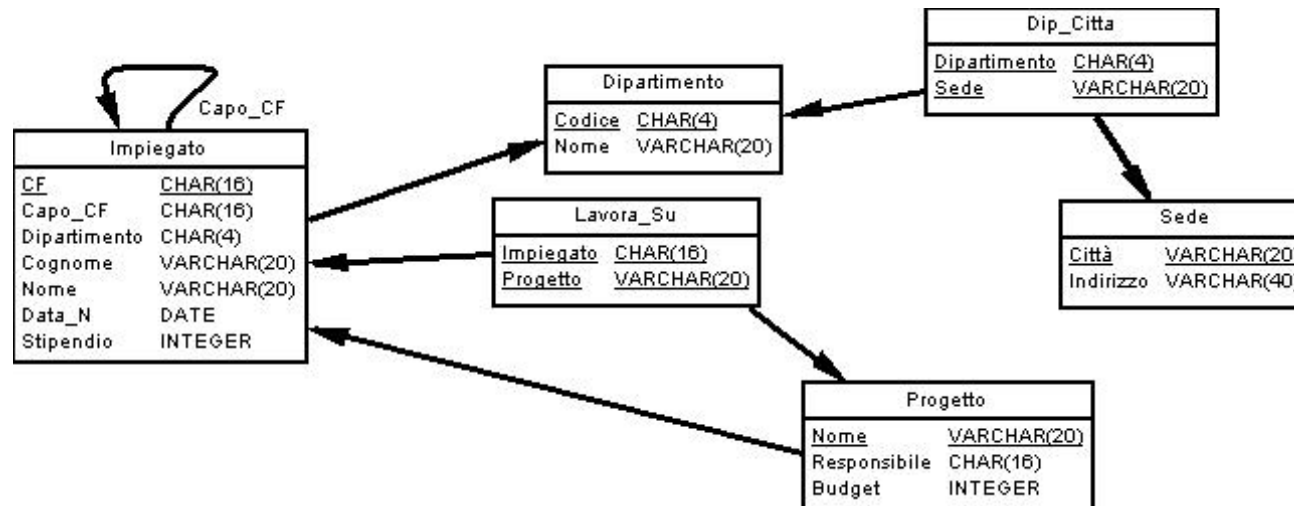 Dip_Citta
Dipartimento CHAR(4)
Sede VARCHAR(20)
Dipartimento
Codice CHAR(4)
Nome VARCHAR(20)
Capo_CF
Impiegato
CF CHAR(16)
Capo_CF CHAR(16)
Dipartimento CHAR(4)
Cognome VARCHAR(20)
Nome VARCHAR(20)
Data_N DATE
Stipendio INTEGER
Lavora_Su
Impiegato CHAR(16)
Progetto VARCHAR(20)
Sede
Città VARCHAR(20)
Indirizzo VARCHAR(40)
Progetto
Nome VARCHAR(20)
Responsibile CHAR(16)
Budget INTEGER